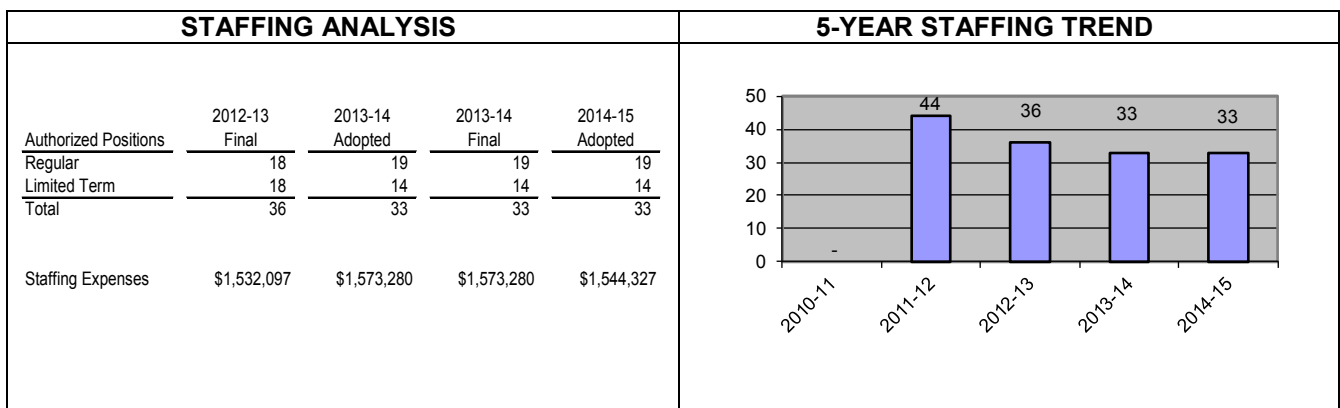 STAFFING ANALYSIS
2012-13 2013-14 2013-14 2014-15
Authorized Positions Final Adopted Final Adopted
Regular 18 19 19 19
Limited Term 18 14 14 14
Total 36 33 33 33
Staffing Expenses $1,532,097 $1,573,280 $1,573,280 $1,544,327
5-YEAR STAFFING TREND
50
40
30
20
10
0
- 44 36 33 33
2010-11 2011-12 2012-13 2013-14 2014-15